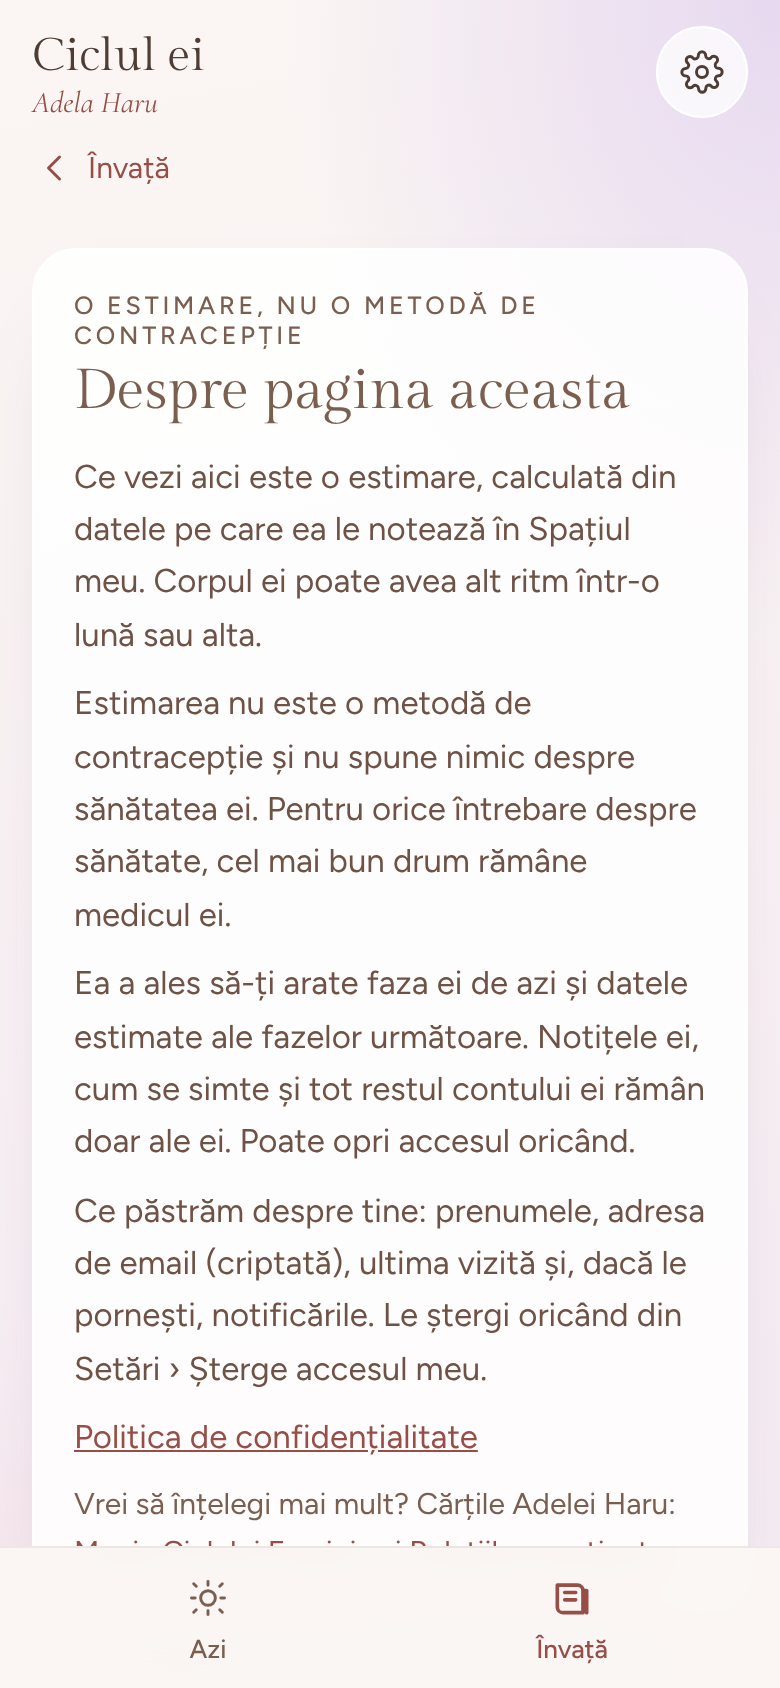 Ciclul ei
Adela Haru
Învață
O ESTIMARE, NU O METODĂ DE
CONTRACEPȚIE
Despre pagina aceasta
Ce vezi aici este o estimare, calculată din
datele pe care ea le notează în Spațiul
meu. Corpul ei poate avea alt ritm într-o
lună sau alta.
Estimarea nu este o metodă de
contracepție și nu spune nimic despre
sănătatea ei. Pentru orice întrebare despre
sănătate, cel mai bun drum rămâne
medicul ei.
Ea a ales să-ți arate faza ei de azi și datele
estimate ale fazelor următoare. Notițele ei,
cum se simte și tot restul contului ei rămân
doar ale ei. Poate opri accesul oricând.
Ce păstrăm despre tine: prenumele, adresa
de email (criptată), ultima vizită și, dacă le
pornești, notificările. Le ștergi oricând din
Setări › Șterge accesul meu.
Politica de confidențialitate
Vrei să înțelegi mai mult? Cărțile Adelei Haru:
Azi
Învață